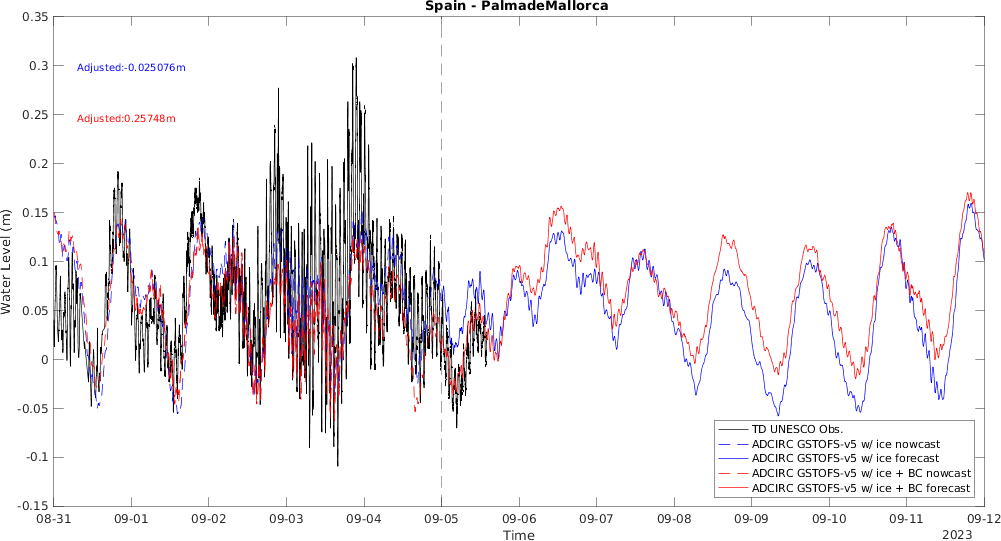 Spain - PalmadeMallorca
0.35
0.3
0.25
0.2
0.15
0.1
0.05
0
-0.05
-0.1
-0.15
Water Level (m)
Adjusted:-0.025076m
Adjusted:0.25748m
TD UNESCO Obs.
ADCIRC GSTOFS-v5 w/ ice nowcast
ADCIRC GSTOFS-v5 w/ ice forecast
ADCIRC GSTOFS-v5 w/ ice + BC nowcast
ADCIRC GSTOFS-v5 w/ ice + BC forecast
08-31 09-01 09-02 09-03 09-04 09-05 09-06 09-07 09-08 09-09 09-10 09-11 09-12
Time
2023